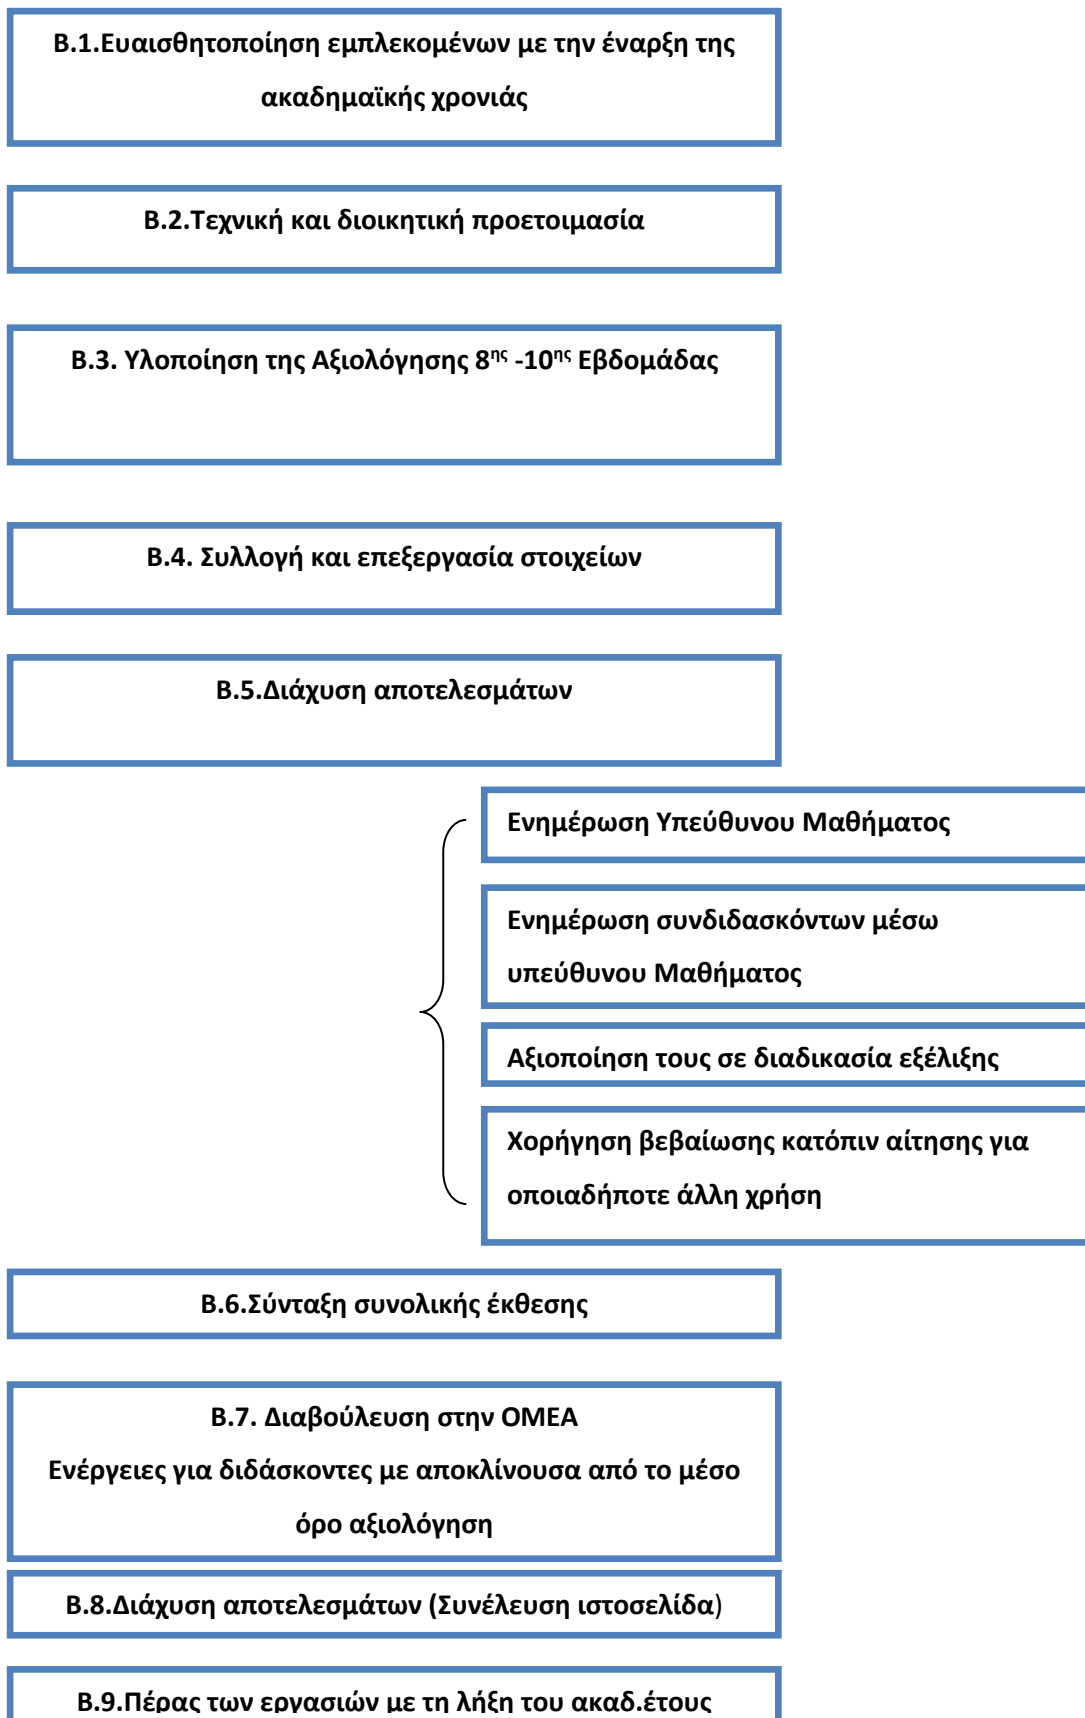 Β.1.Ευαισθητοποίηση εμπλεκομένων με την έναρξη της
ακαδημαϊκής χρονιάς
Β.2.Τεχνική και διοικητική προετοιμασία
Β.3. Υλοποίηση της Αξιολόγησης 8ης -10ης Εβδομάδας
Β.4. Συλλογή και επεξεργασία στοιχείων
Β.5.Διάχυση αποτελεσμάτων
Ενημέρωση Υπεύθυνου Μαθήματος
Ενημέρωση συνδιδασκόντων μέσω
υπεύθυνου Μαθήματος
Αξιοποίηση τους σε διαδικασία εξέλιξης
Χορήγηση βεβαίωσης κατόπιν αίτησης για
οποιαδήποτε άλλη χρήση
Β.6.Σύνταξη συνολικής έκθεσης
Β.7. Διαβούλευση στην ΟΜΕΑ
Ενέργειες για διδάσκοντες με αποκλίνουσα από το μέσο
όρο αξιολόγηση
Β.8.Διάχυση αποτελεσμάτων (Συνέλευση ιστοσελίδα)
Β.9.Πέρας των εργασιών με τη λήξη του ακαδ.έτους